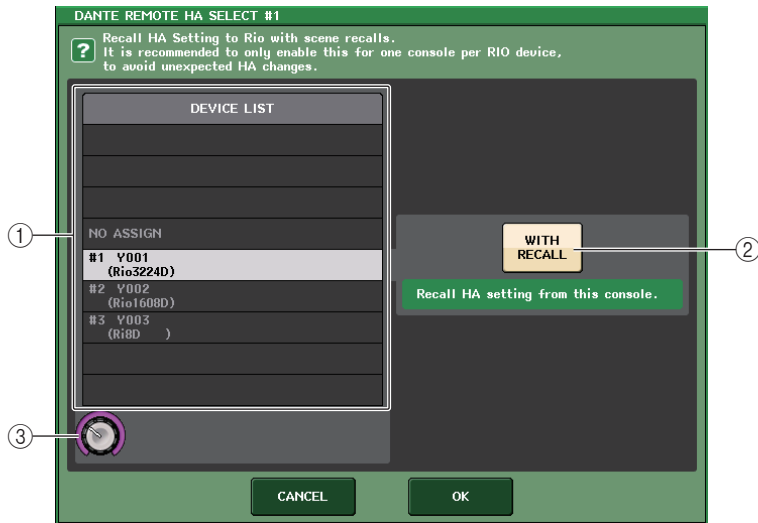 DANTE REMOTE HA SELECT #1
? Recall HA Setting to Rio with scene recalls.
It is recommended to only enable this for one console per RIO device,
to avoid unexpected HA changes.
DEVICE LIST
NO ASSIGN
#1 Y001
(Rio3224D)
#2 Y002
(Rio1608D)
#3 Y003
(Ri8D )
WITH
RECALL
Recall HA setting from this console.
①
②
③
CANCEL
OK